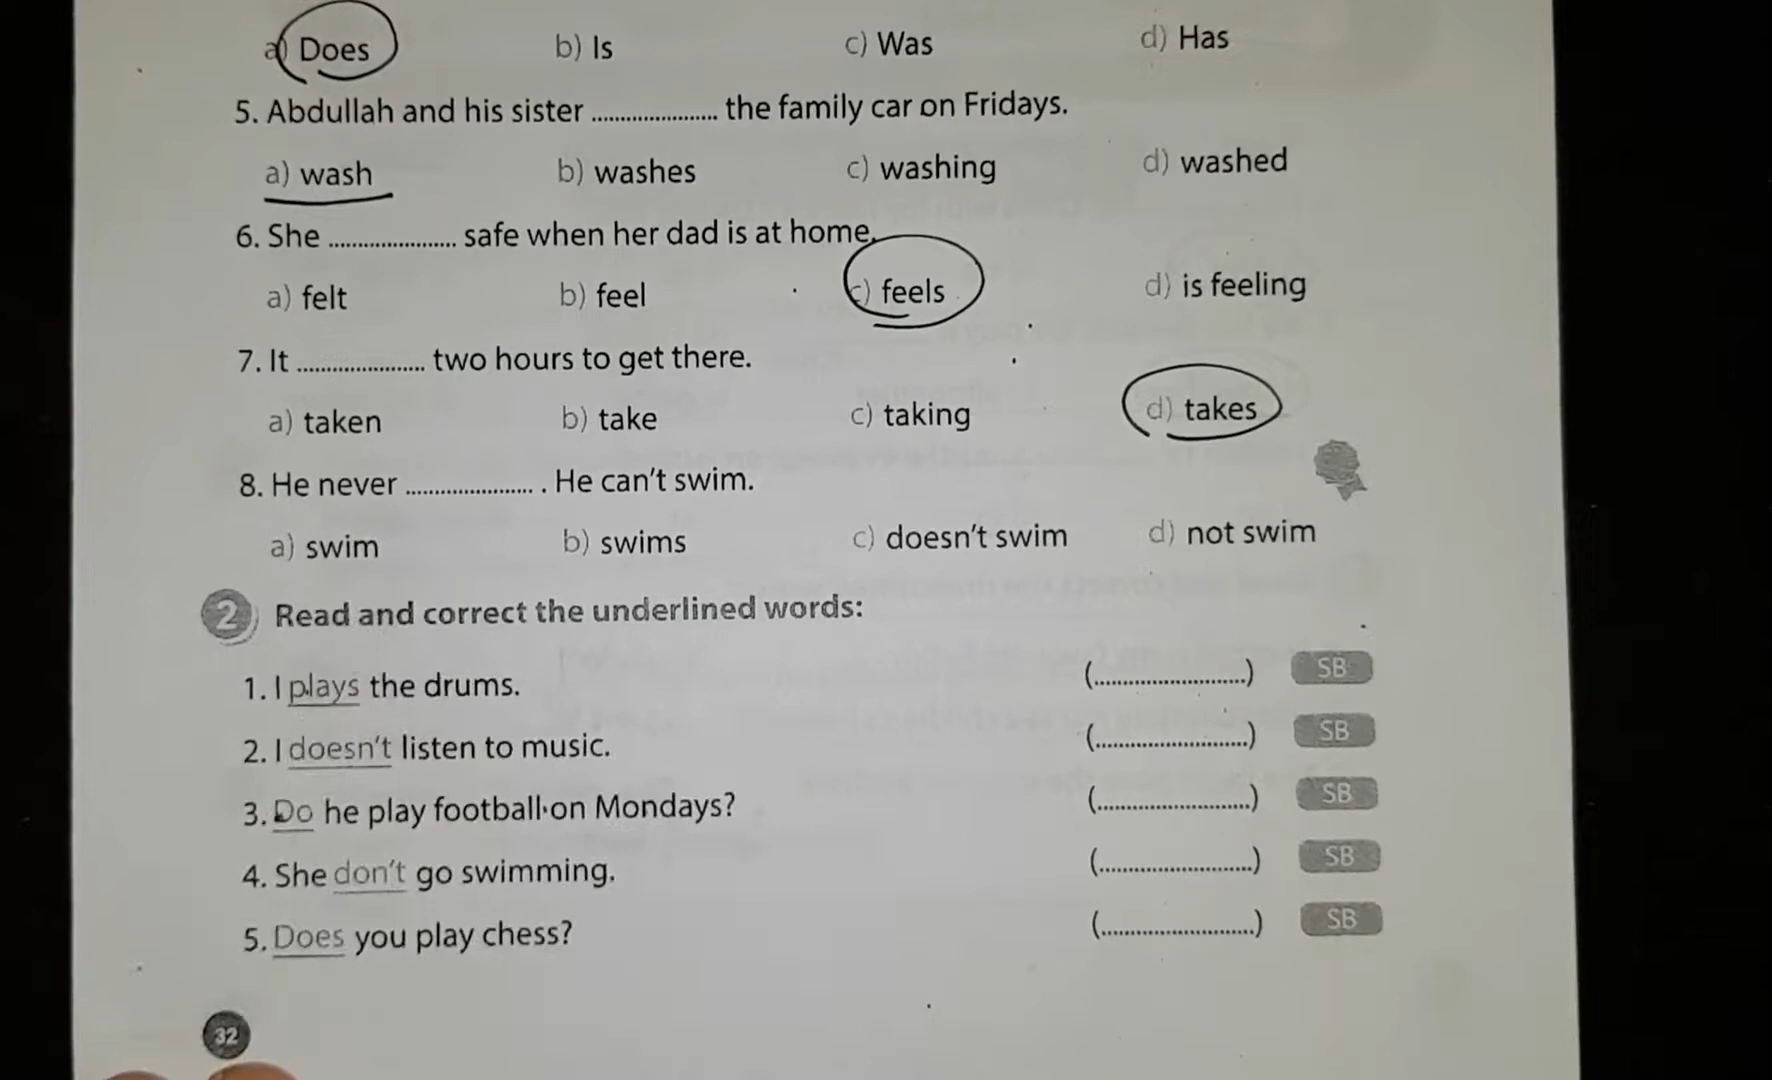 a) Does b) Is c) Was d) Has
5. Abdullah and his sister ...................... the family car on Fridays.
a) wash b) washes c) washing d) washed
6. She ...................... safe when her dad is at home.
a) felt b) feel c) feels d) is feeling
7. It ...................... two hours to get there.
a) taken b) take c) taking d) takes
8. He never ...................... . He can't swim.
a) swim b) swims c) doesn't swim d) not swim
2 Read and correct the underlined words:
1. I plays the drums. (..........................) SB
2. I doesn't listen to music. (..........................) SB
3. Do he play football on Mondays? (..........................) SB
4. She don't go swimming. (..........................) SB
5. Does you play chess? (..........................) SB
32